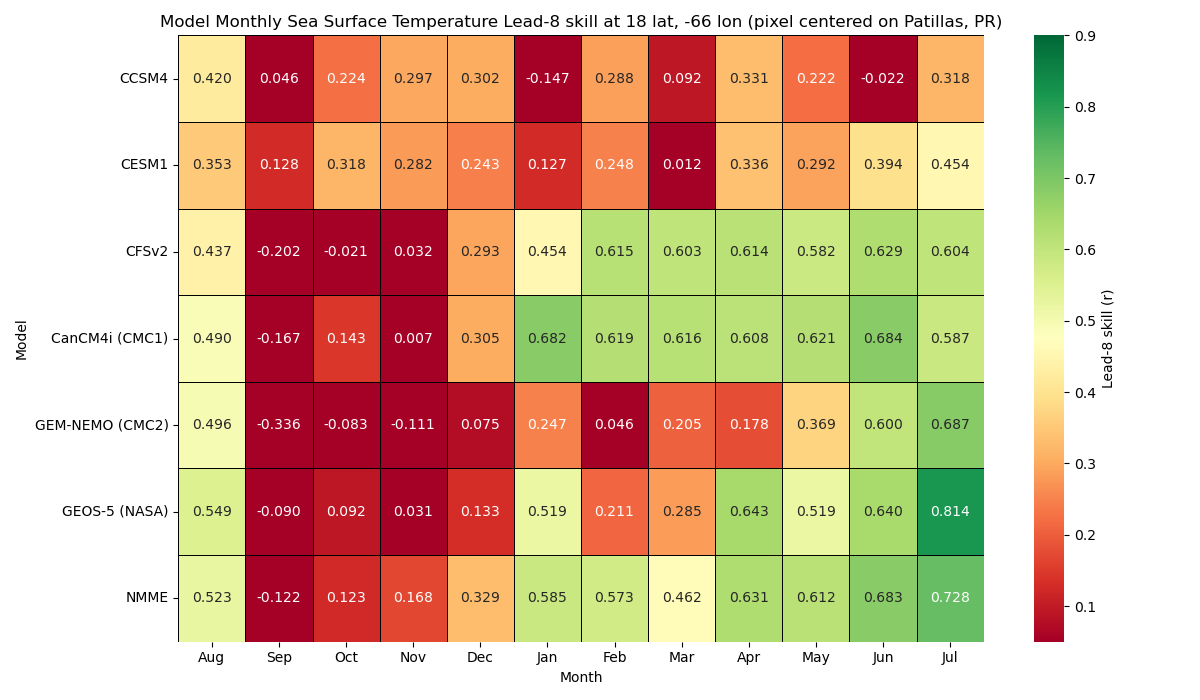 Model Monthly Sea Surface Temperature Lead-8 skill at 18 lat, -66 lon (pixel centered on Patillas, PR)
CCSM4 0.420 0.046 0.224 0.297 0.302 -0.147 0.288 0.092 0.331 0.222 -0.022 0.318
CESM1 0.353 0.128 0.318 0.282 0.243 0.127 0.248 0.012 0.336 0.292 0.394 0.454
CFSv2 0.437 -0.202 -0.021 0.032 0.293 0.454 0.615 0.603 0.614 0.582 0.629 0.604
CanCM4i (CMC1) 0.490 -0.167 0.143 0.007 0.305 0.682 0.619 0.616 0.608 0.621 0.684 0.587
GEM-NEMO (CMC2) 0.496 -0.336 -0.083 -0.111 0.075 0.247 0.046 0.205 0.178 0.369 0.600 0.687
GEOS-5 (NASA) 0.549 -0.090 0.092 0.031 0.133 0.519 0.211 0.285 0.643 0.519 0.640 0.814
NMME 0.523 -0.122 0.123 0.168 0.329 0.585 0.573 0.462 0.631 0.612 0.683 0.728
Aug Sep Oct Nov Dec Jan Feb Mar Apr May Jun Jul
Month
Model
0.9
0.8
0.7
0.6
0.5
0.4
0.3
0.2
0.1
Lead-8 skill (r)